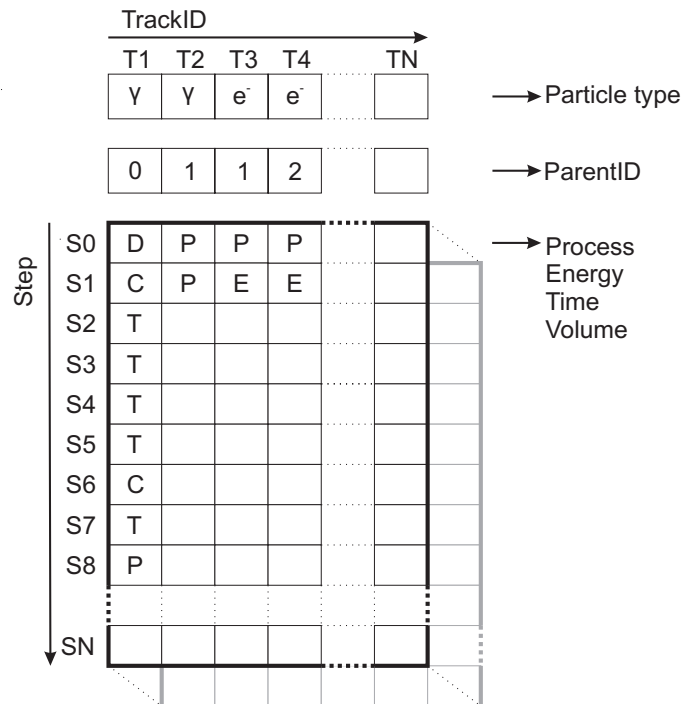 TrackID
T1 T2 T3 T4 TN
γ γ e⁻ e⁻ Particle type
0 1 1 2 ParentID
Step
S0 D P P P Process
S1 C P E E Energy
Time
S2 T Volume
S3 T
S4 T
S5 T
S6 C
S7 T
S8 P
SN